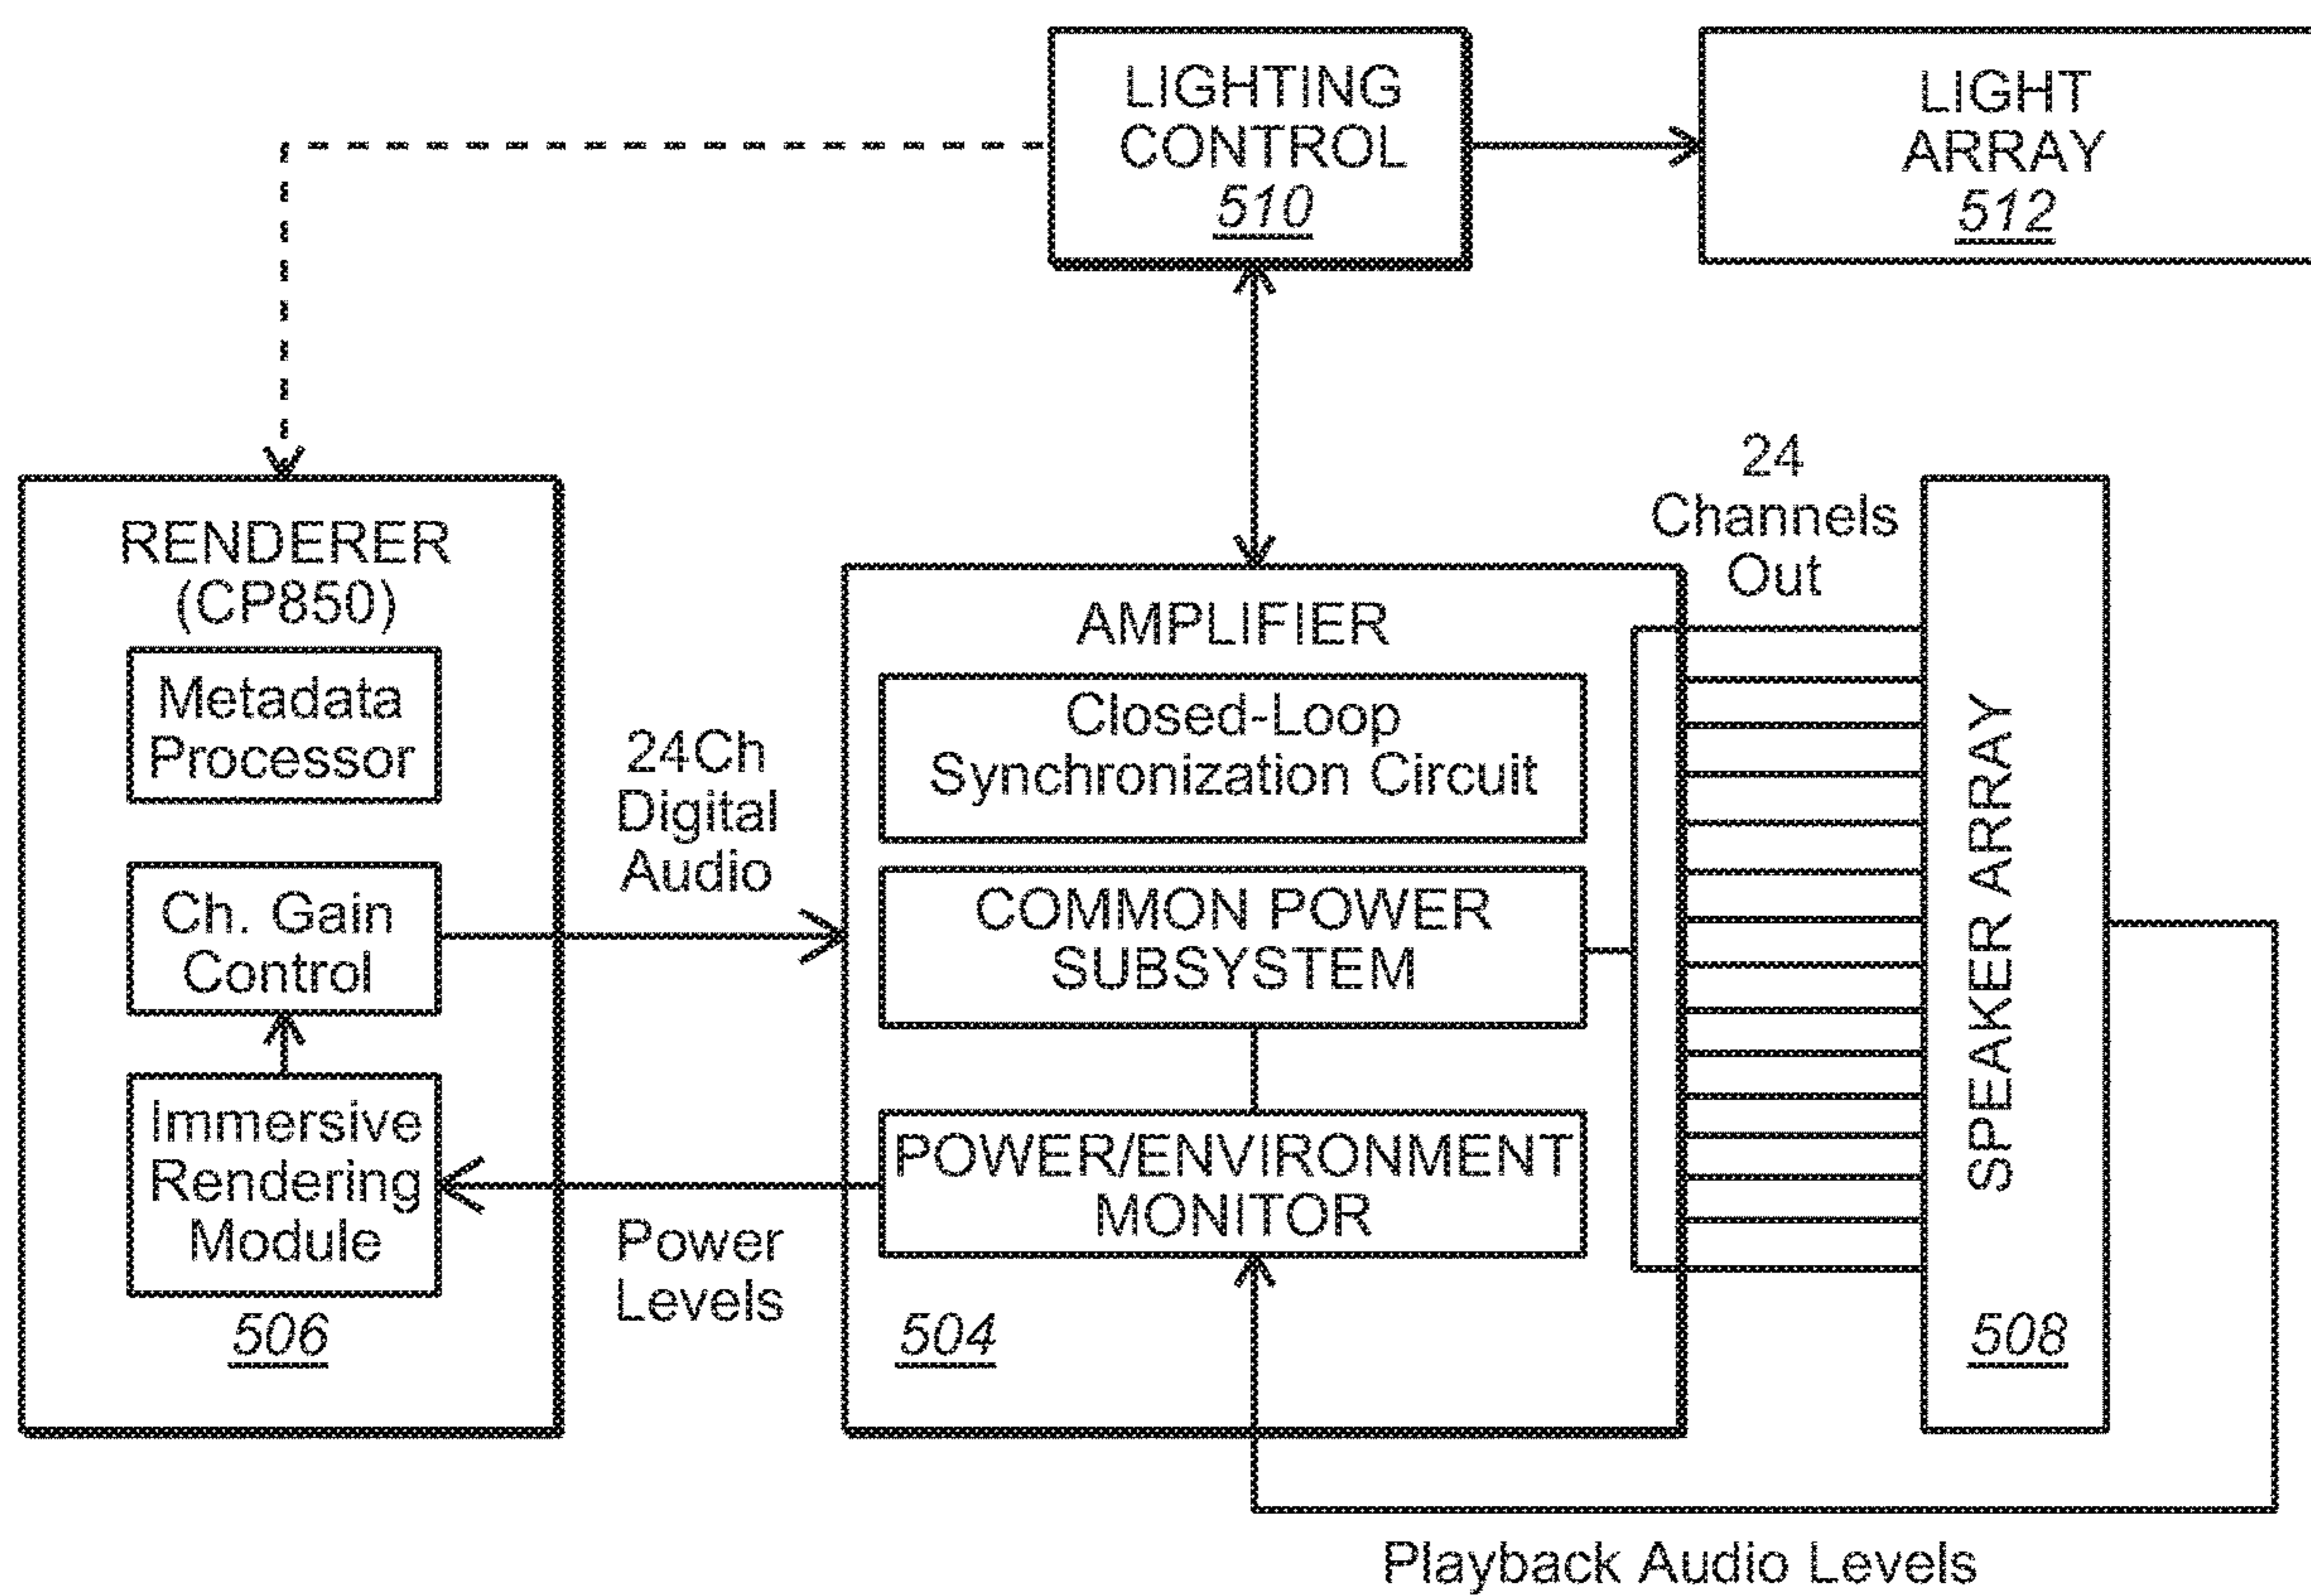 LIGHTING
CONTROL
510
LIGHT
ARRAY
512
RENDERER
(CP850)
Metadata
Processor
Ch. Gain
Control
Immersive
Rendering
Module
506
24Ch
Digital
Audio
Power
Levels
AMPLIFIER
Closed-Loop
Synchronization Circuit
COMMON POWER
SUBSYSTEM
POWER/ENVIRONMENT
MONITOR
504
24
Channels
Out
SPEAKER ARRAY
508
Playback Audio Levels